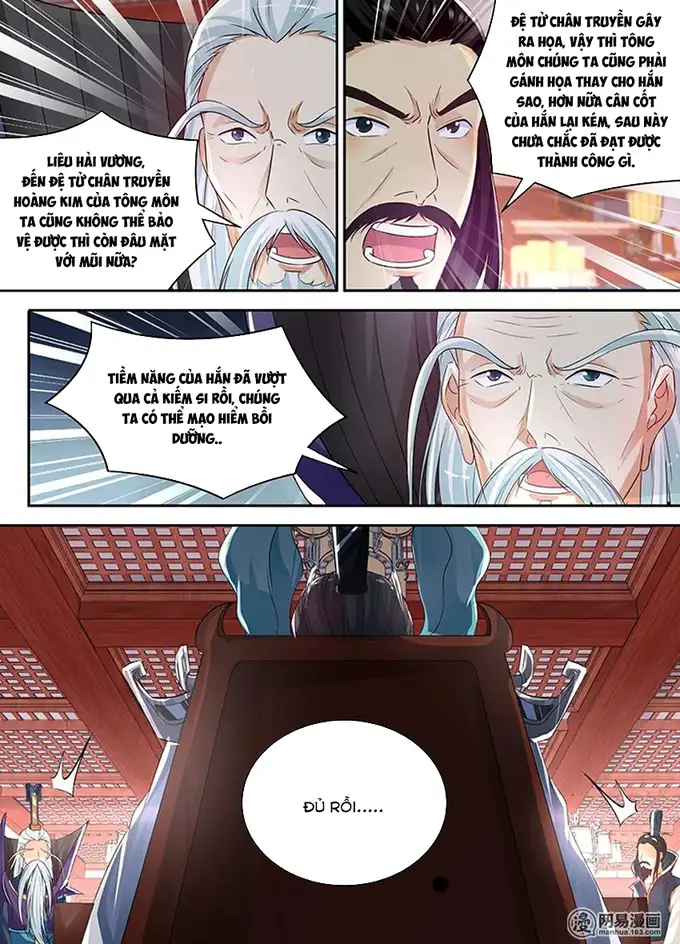 LIÊU HẢI VƯƠNG,
ĐẾN ĐỆ TỬ CHÂN TRUYỀN
HOÀNG KIM CỦA TÔNG MÔN
TA CŨNG KHÔNG THỂ BẢO
VỆ ĐƯỢC THÌ CÒN ĐÂU MẶT
VỚI MŨI NỮA?
ĐỆ TỬ CHÂN TRUYỀN GÂY
RA HỌA, VẬY THÌ TÔNG
MÔN CHÚNG TA CŨNG PHẢI
GÁNH HỌA THAY CHO HẮN
SAO, HƠN NỮA CÂN CỐT
CỦA HẮN LẠI KÉM, SAU NÀY
CHƯA CHẮC ĐÃ ĐẠT ĐƯỢC
THÀNH CÔNG GÌ.
TIỀM NĂNG CỦA HẮN ĐÃ VƯỢT
QUA CẢ KIẾM SI RỒI, CHÚNG
TA CÓ THỂ MẠO HIỂM BỒI
DƯỠNG..
ĐỦ RỒI.....
网易漫画
manhua.163.com